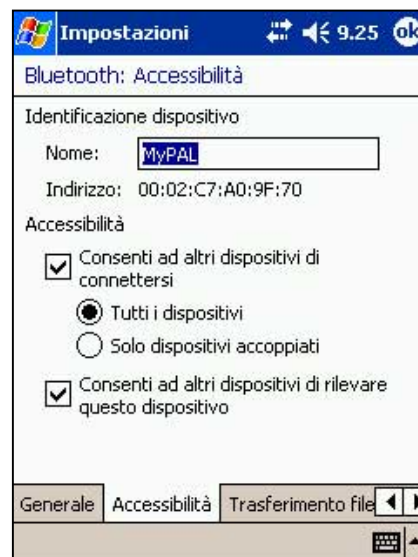 Impostazioni 9.25 ok
Bluetooth: Accessibilità
Identificazione dispositivo
Nome: MyPAL
Indirizzo: 00:02:C7:A0:9F:70
Accessibilità
Consenti ad altri dispositivi di
connettersi
Tutti i dispositivi
Solo dispositivi accoppiati
Consenti ad altri dispositivi di rilevare
questo dispositivo
Generale Accessibilità Trasferimento file